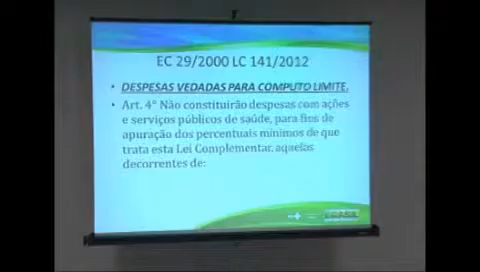 EC 29/2000 LC 141/2012
• DESPESAS VEDADAS PARA COMPUTO LIMITE.
• Art. 4º Não constituirão despesas com ações
e serviços públicos de saúde, para fins de
apuração dos percentuais mínimos de que
trata esta Lei Complementar, aquelas
decorrentes de:
BRASIL